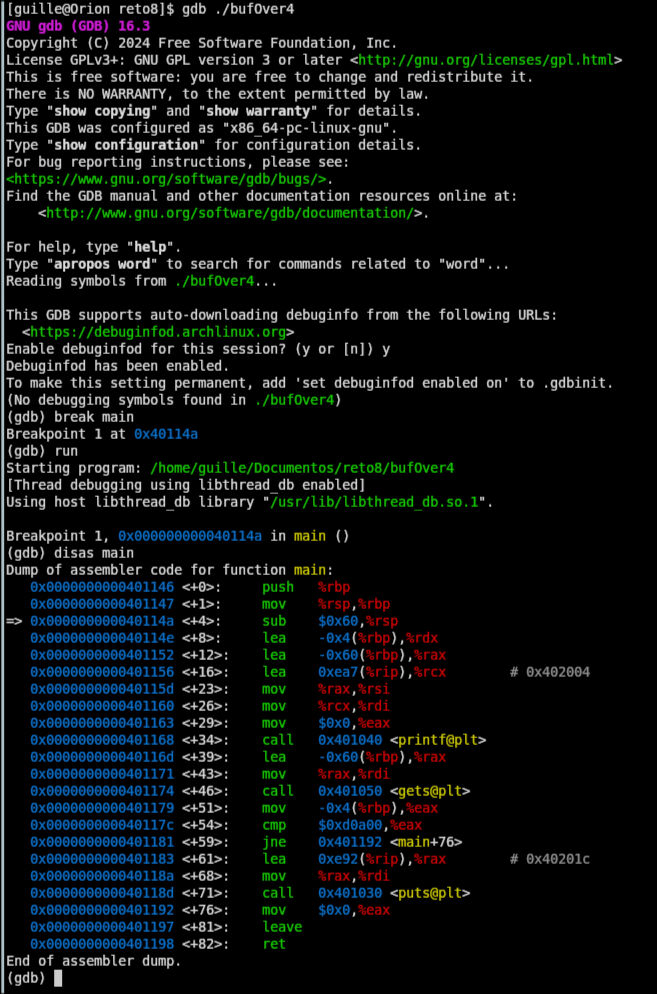 [guille@Orion reto8]$ gdb ./bufOver4
GNU gdb (GDB) 16.3
Copyright (C) 2024 Free Software Foundation, Inc.
License GPLv3+: GNU GPL version 3 or later <http://gnu.org/licenses/gpl.html>
This is free software: you are free to change and redistribute it.
There is NO WARRANTY, to the extent permitted by law.
Type "show copying" and "show warranty" for details.
This GDB was configured as "x86_64-pc-linux-gnu".
Type "show configuration" for configuration details.
For bug reporting instructions, please see:
<https://www.gnu.org/software/gdb/bugs/>.
Find the GDB manual and other documentation resources online at:
    <http://www.gnu.org/software/gdb/documentation/>.

For help, type "help".
Type "apropos word" to search for commands related to "word"...
Reading symbols from ./bufOver4...

This GDB supports auto-downloading debuginfo from the following URLs:
  <https://debuginfod.archlinux.org>
Enable debuginfod for this session? (y or [n]) y
Debuginfod has been enabled.
To make this setting permanent, add 'set debuginfod enabled on' to .gdbinit.
(No debugging symbols found in ./bufOver4)
(gdb) break main
Breakpoint 1 at 0x40114a
(gdb) run
Starting program: /home/guille/Documentos/reto8/bufOver4
[Thread debugging using libthread_db enabled]
Using host libthread_db library "/usr/lib/libthread_db.so.1".

Breakpoint 1, 0x000000000040114a in main ()
(gdb) disas main
Dump of assembler code for function main:
   0x0000000000401146 <+0>:     push   %rbp
   0x0000000000401147 <+1>:     mov    %rsp,%rbp
=> 0x000000000040114a <+4>:     sub    $0x60,%rsp
   0x000000000040114e <+8>:     lea    -0x4(%rbp),%rdx
   0x0000000000401152 <+12>:    lea    -0x60(%rbp),%rax
   0x0000000000401156 <+16>:    lea    0xea7(%rip),%rcx        # 0x402004
   0x000000000040115d <+23>:    mov    %rax,%rsi
   0x0000000000401160 <+26>:    mov    %rcx,%rdi
   0x0000000000401163 <+29>:    mov    $0x0,%eax
   0x0000000000401168 <+34>:    call   0x401040 <printf@plt>
   0x000000000040116d <+39>:    lea    -0x60(%rbp),%rax
   0x0000000000401171 <+43>:    mov    %rax,%rdi
   0x0000000000401174 <+46>:    call   0x401050 <gets@plt>
   0x0000000000401179 <+51>:    mov    -0x4(%rbp),%eax
   0x000000000040117c <+54>:    cmp    $0xd0a00,%eax
   0x0000000000401181 <+59>:    jne    0x401192 <main+76>
   0x0000000000401183 <+61>:    lea    0xe92(%rip),%rax        # 0x40201c
   0x000000000040118a <+68>:    mov    %rax,%rdi
   0x000000000040118d <+71>:    call   0x401030 <puts@plt>
   0x0000000000401192 <+76>:    mov    $0x0,%eax
   0x0000000000401197 <+81>:    leave
   0x0000000000401198 <+82>:    ret
End of assembler dump.
(gdb)